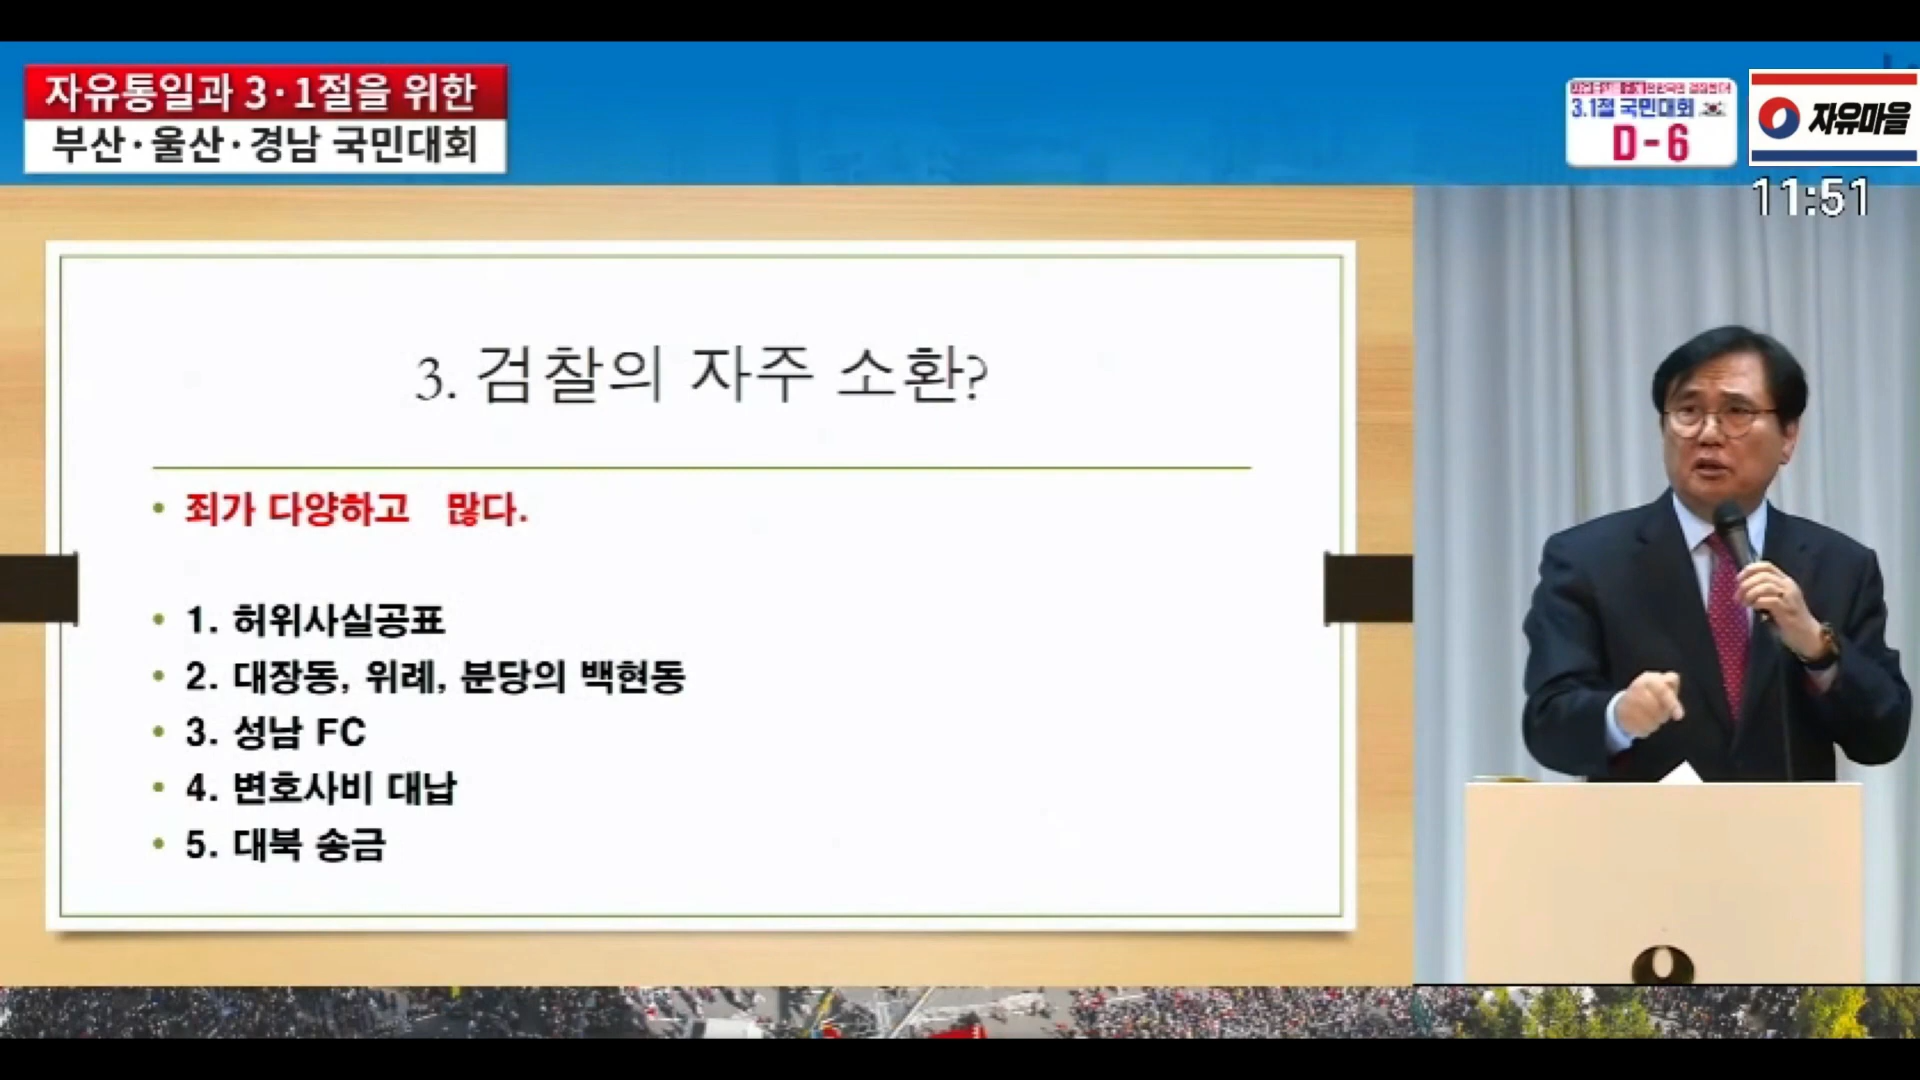 자유통일과 3·1절을 위한
부산·울산·경남 국민대회
3.1절 국민대회
D-6
자유마을
11:51
3. 검찰의 자주 소환?
• 죄가 다양하고 많다.
• 1. 허위사실공표
• 2. 대장동, 위례, 분당의 백현동
• 3. 성남 FC
• 4. 변호사비 대납
• 5. 대북 송금